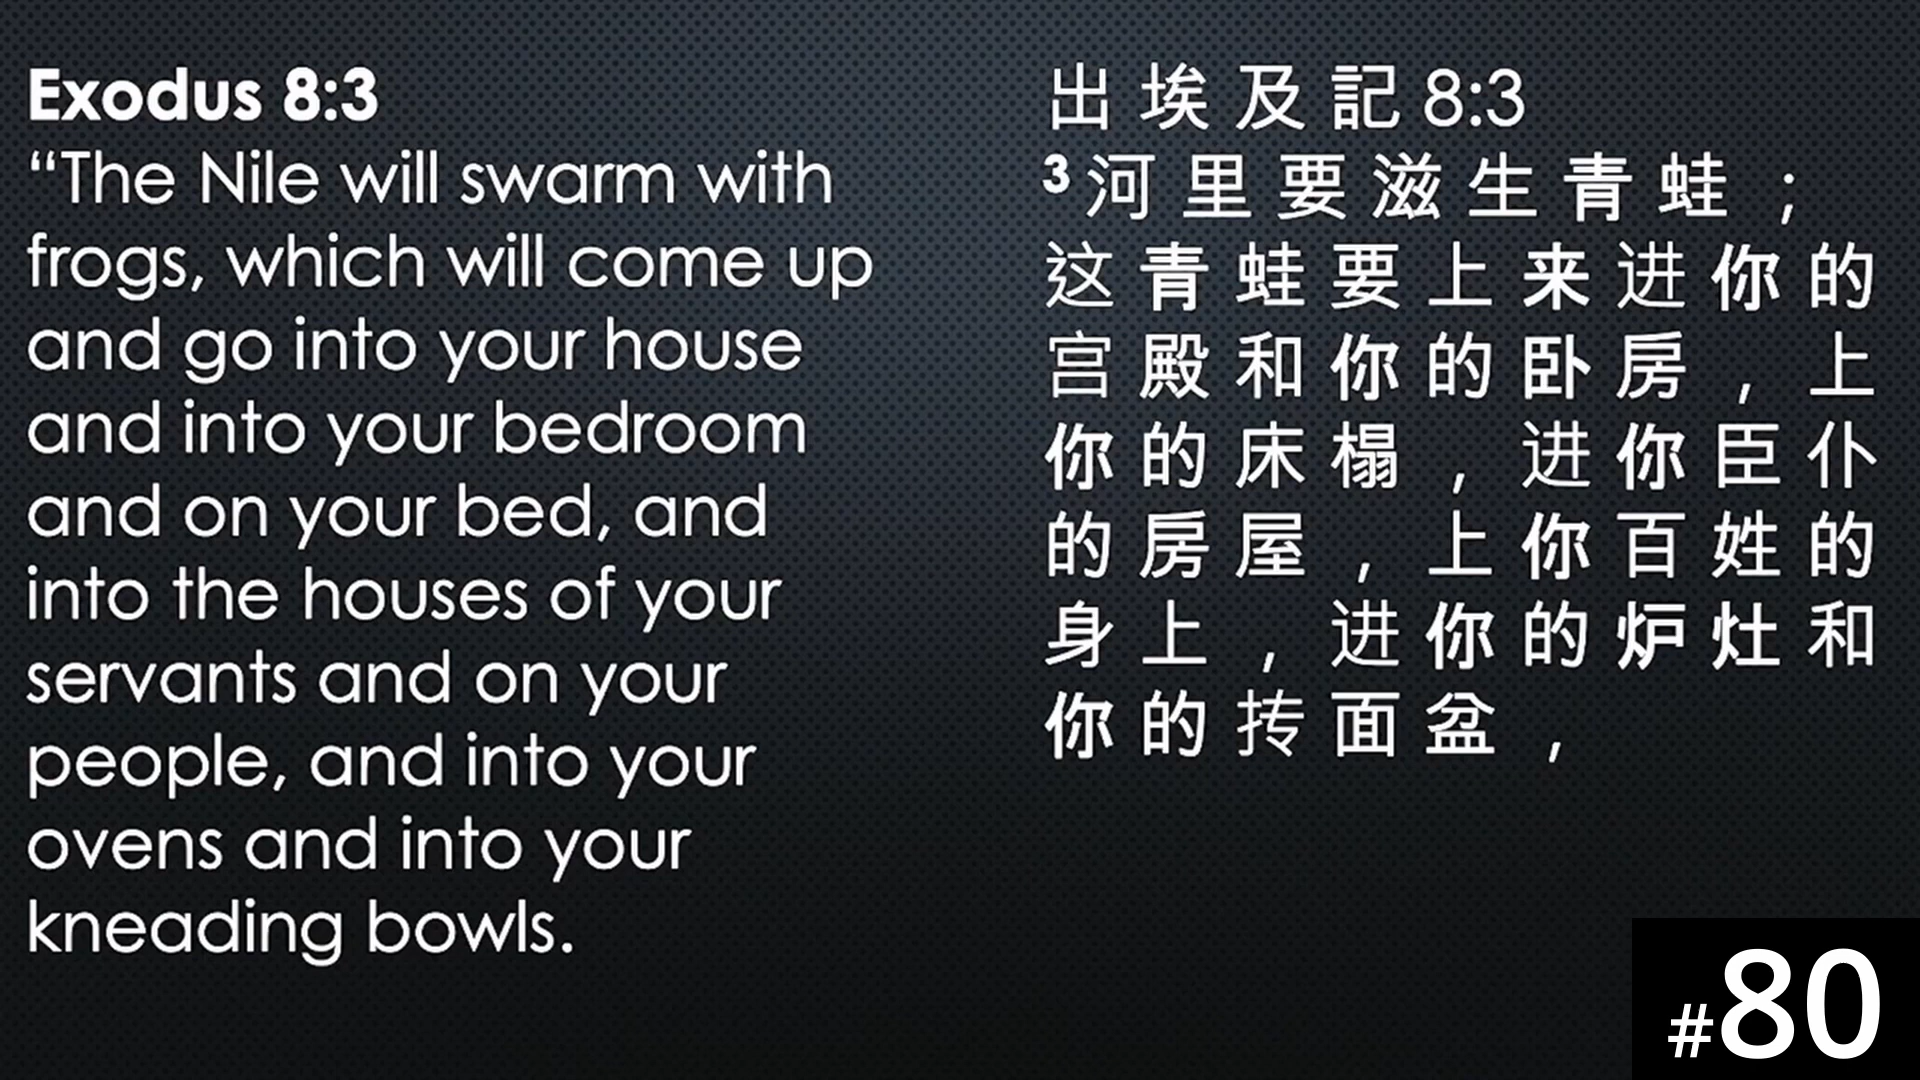 Exodus 8:3
“The Nile will swarm with
frogs, which will come up
and go into your house
and into your bedroom
and on your bed, and
into the houses of your
servants and on your
people, and into your
ovens and into your
kneading bowls.
出埃及記 8:3
3 河里要滋生青蛙；
这青蛙要上来进你的
宫殿和你的卧房，上
你的床榻，进你臣仆
的房屋，上你百姓的
身上，进你的炉灶和
你的抟面盆，
#80